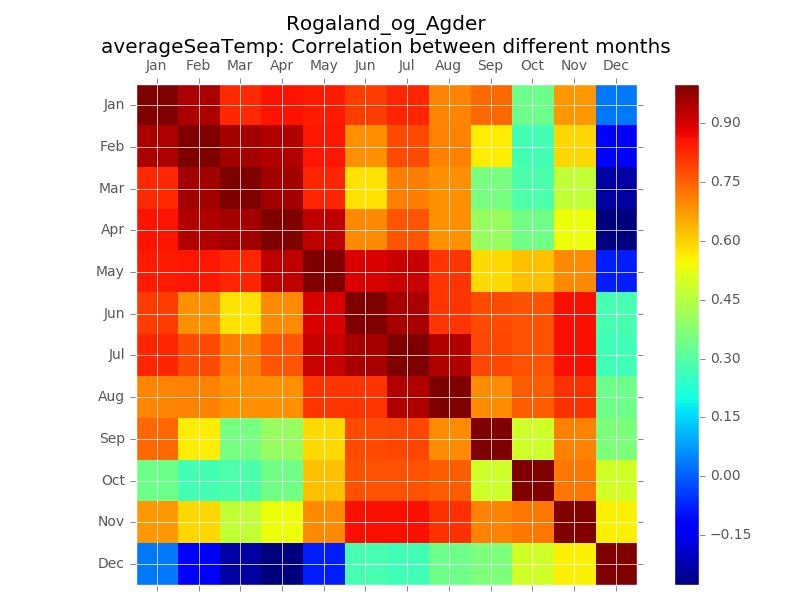 Rogaland_og_Agder
averageSeaTemp: Correlation between different months
Jan Feb Mar Apr May Jun Jul Aug Sep Oct Nov Dec
Jan
Feb
Mar
Apr
May
Jun
Jul
Aug
Sep
Oct
Nov
Dec
0.90
0.75
0.60
0.45
0.30
0.15
0.00
−0.15